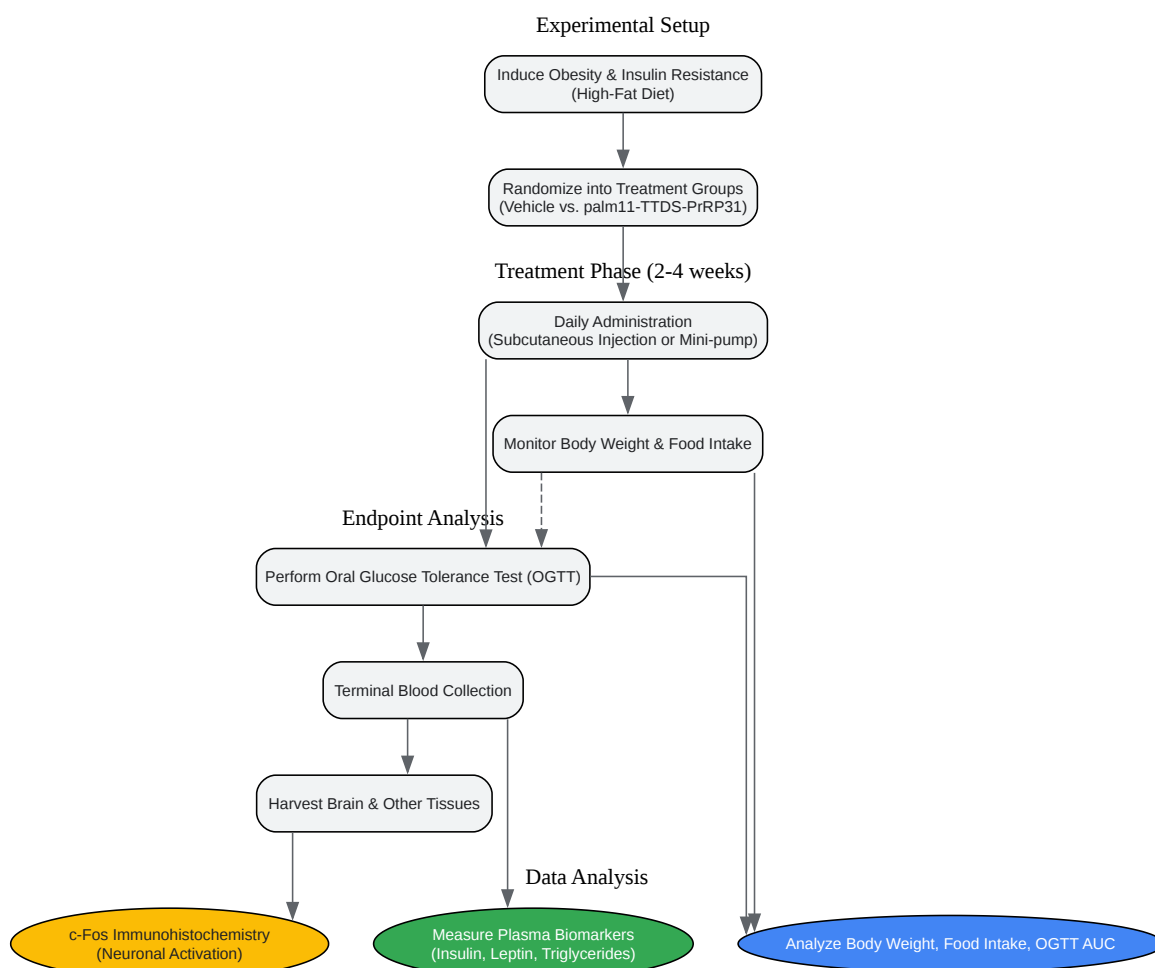 Experimental Setup
Induce Obesity & Insulin Resistance
(High-Fat Diet)
Randomize into Treatment Groups
(Vehicle vs. palm11-TTDS-PrRP31)
Treatment Phase (2-4 weeks)
Daily Administration
(Subcutaneous Injection or Mini-pump)
Monitor Body Weight & Food Intake
Endpoint Analysis
Perform Oral Glucose Tolerance Test (OGTT)
Terminal Blood Collection
Harvest Brain & Other Tissues
Data Analysis
c-Fos Immunohistochemistry
(Neuronal Activation)
Measure Plasma Biomarkers
(Insulin, Leptin, Triglycerides)
Analyze Body Weight, Food Intake, OGTT AUC